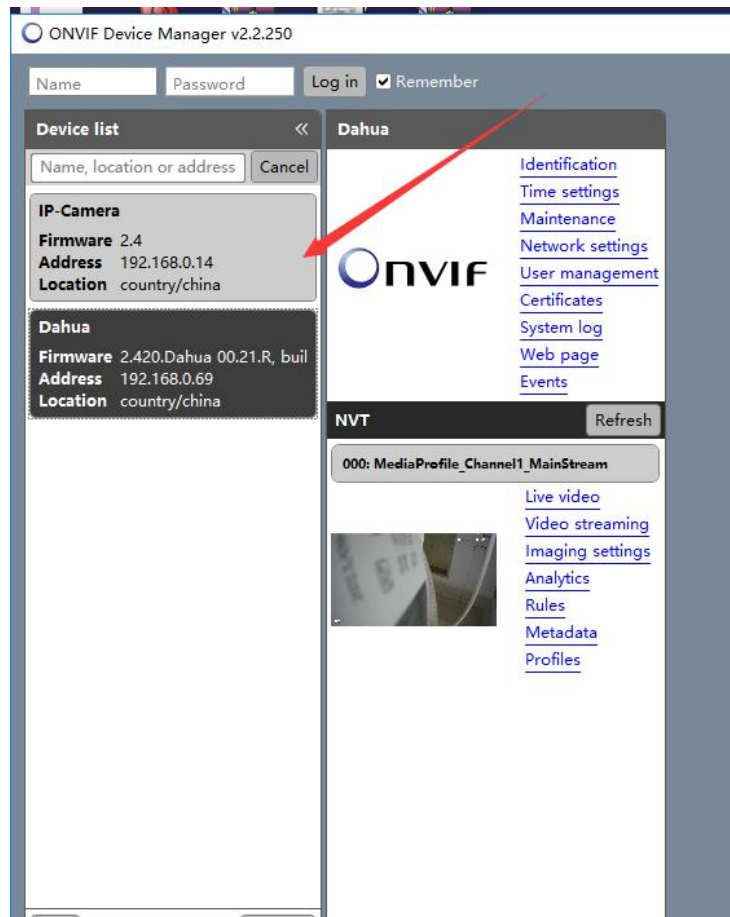 ONVIF Device Manager v2.2.250
Name Password Log in Remember
Device list «
Name, location or address Cancel
IP-Camera
Firmware 2.4
Address 192.168.0.14
Location country/china
Dahua
Firmware 2.420.Dahua 00.21.R, buil
Address 192.168.0.69
Location country/china
Dahua
ONVIF
Identification
Time settings
Maintenance
Network settings
User management
Certificates
System log
Web page
Events
NVT Refresh
000: MediaProfile_Channel1_MainStream
Live video
Video streaming
Imaging settings
Analytics
Rules
Metadata
Profiles